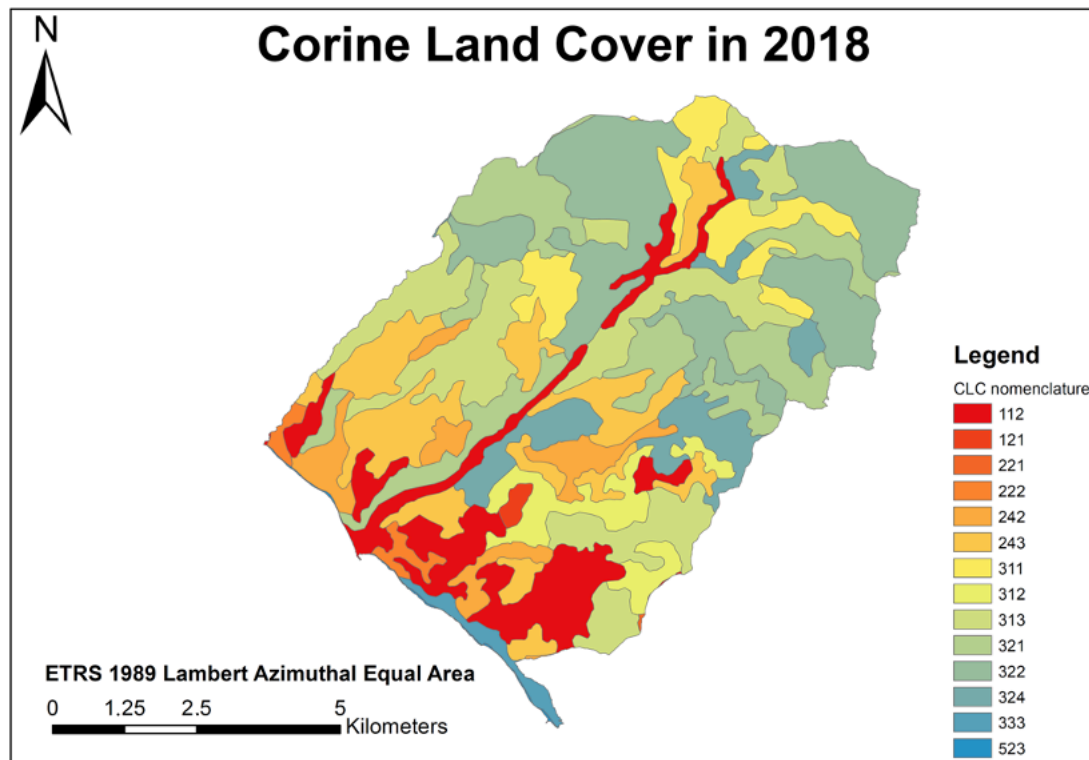 N
Corine Land Cover in 2018
Legend
CLC nomenclature
112
121
221
222
242
243
311
312
313
321
322
324
333
523
ETRS 1989 Lambert Azimuthal Equal Area
0 1.25 2.5 5
Kilometers